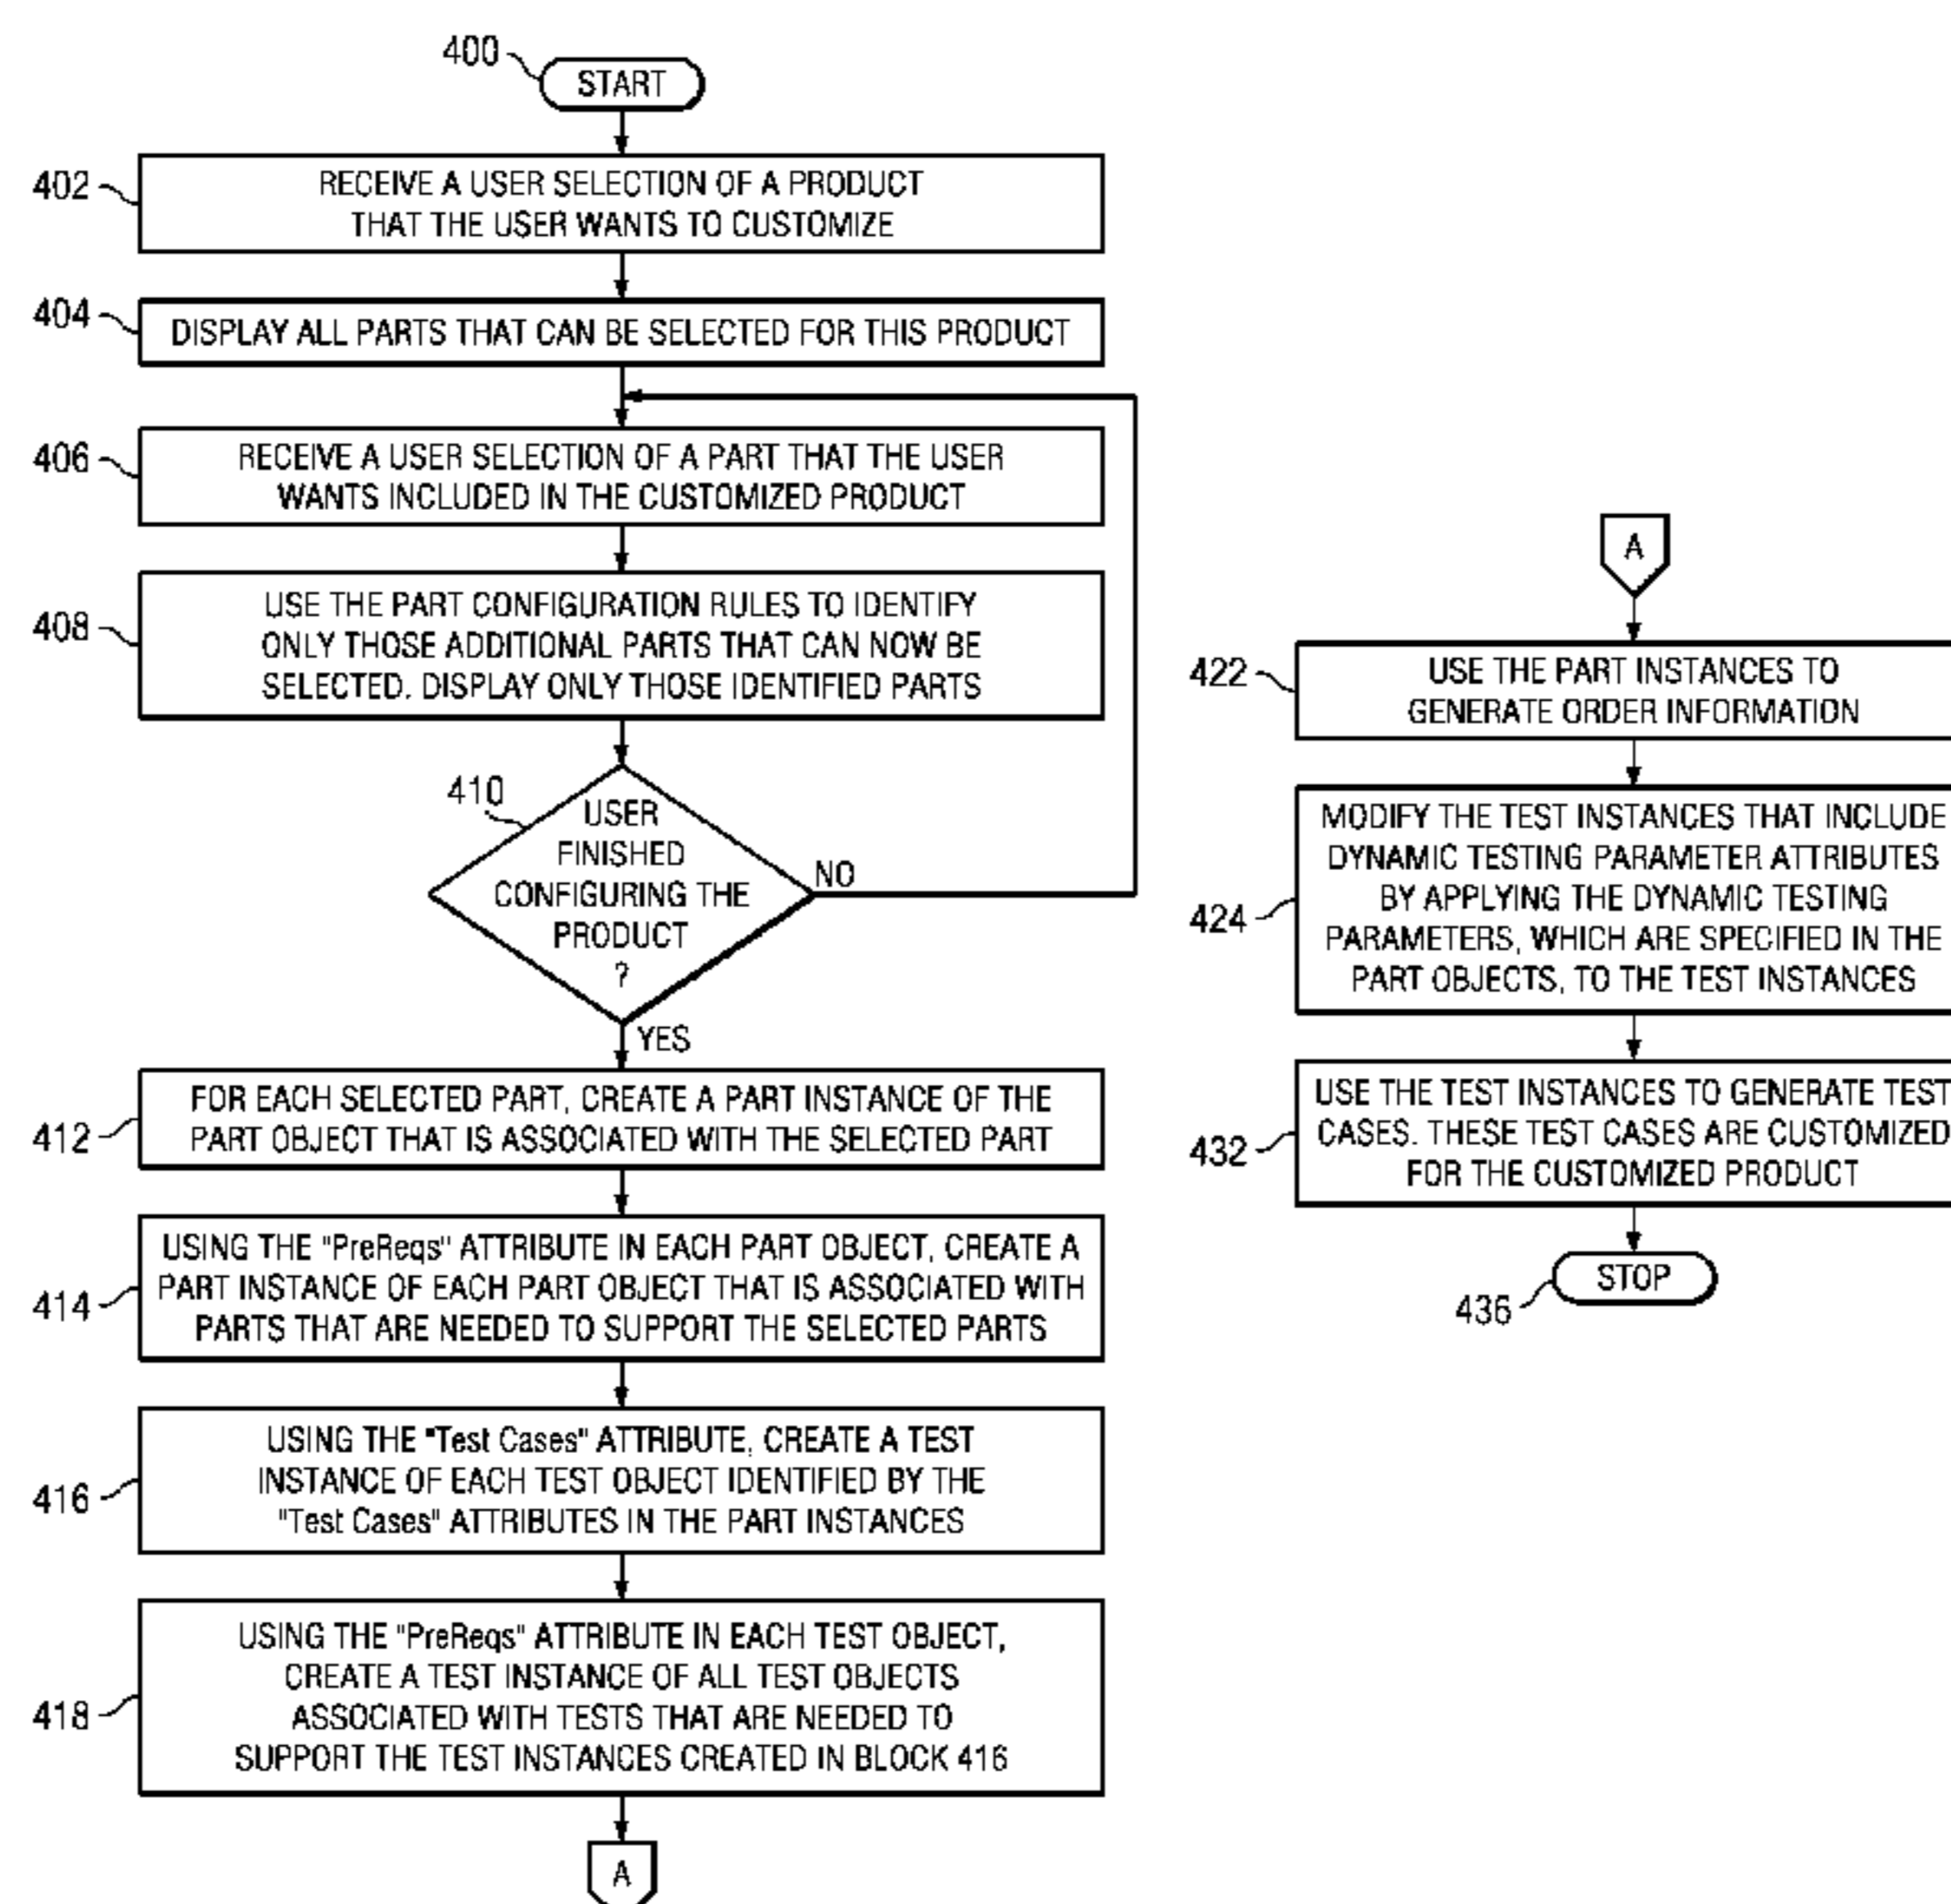 400
START
402
RECEIVE A USER SELECTION OF A PRODUCT
THAT THE USER WANTS TO CUSTOMIZE
404
DISPLAY ALL PARTS THAT CAN BE SELECTED FOR THIS PRODUCT
406
RECEIVE A USER SELECTION OF A PART THAT THE USER
WANTS INCLUDED IN THE CUSTOMIZED PRODUCT
408
USE THE PART CONFIGURATION RULES TO IDENTIFY
ONLY THOSE ADDITIONAL PARTS THAT CAN NOW BE
SELECTED. DISPLAY ONLY THOSE IDENTIFIED PARTS
410
USER
FINISHED
CONFIGURING THE
PRODUCT
?
NO
YES
412
FOR EACH SELECTED PART, CREATE A PART INSTANCE OF THE
PART OBJECT THAT IS ASSOCIATED WITH THE SELECTED PART
414
USING THE "PreReqs" ATTRIBUTE IN EACH PART OBJECT, CREATE A
PART INSTANCE OF EACH PART OBJECT THAT IS ASSOCIATED WITH
PARTS THAT ARE NEEDED TO SUPPORT THE SELECTED PARTS
416
USING THE "Test Cases" ATTRIBUTE, CREATE A TEST
INSTANCE OF EACH TEST OBJECT IDENTIFIED BY THE
"Test Cases" ATTRIBUTES IN THE PART INSTANCES
418
USING THE "PreReqs" ATTRIBUTE IN EACH TEST OBJECT,
CREATE A TEST INSTANCE OF ALL TEST OBJECTS
ASSOCIATED WITH TESTS THAT ARE NEEDED TO
SUPPORT THE TEST INSTANCES CREATED IN BLOCK 416
A
A
422
USE THE PART INSTANCES TO
GENERATE ORDER INFORMATION
424
MODIFY THE TEST INSTANCES THAT INCLUDE
DYNAMIC TESTING PARAMETER ATTRIBUTES
BY APPLYING THE DYNAMIC TESTING
PARAMETERS, WHICH ARE SPECIFIED IN THE
PART OBJECTS, TO THE TEST INSTANCES
432
USE THE TEST INSTANCES TO GENERATE TEST
CASES. THESE TEST CASES ARE CUSTOMIZED
FOR THE CUSTOMIZED PRODUCT
STOP
436